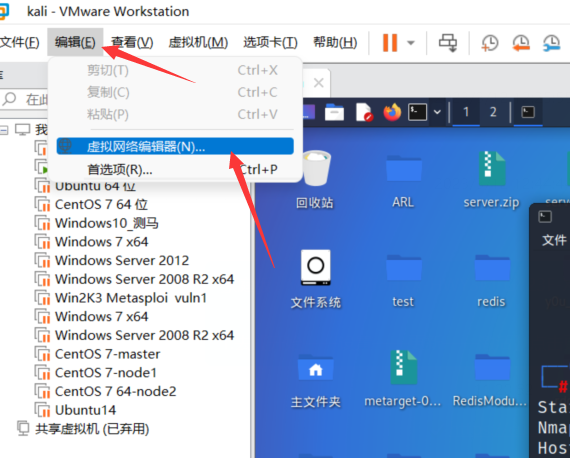 kali - VMware Workstation
文件(F) 编辑(E) 查看(V) 虚拟机(M) 选项卡(T) 帮助(H)
剪切(T) Ctrl+X
复制(C) Ctrl+C
粘贴(P) Ctrl+V
虚拟网络编辑器(N)...
首选项(R)... Ctrl+P
库
在此
我
Ubuntu 64 位
CentOS 7 64 位
Windows10_测马
Windows 7 x64
Windows Server 2012
Windows Server 2008 R2 x64
Win2K3 Metasploi vuln1
Windows 7 x64
Windows Server 2008 R2 x64
CentOS 7-master
CentOS 7-node1
CentOS 7 64-node2
Ubuntu14
共享虚拟机 (已弃用)
1 2
回收站 ARL server.zip
文件系统 test redis
主文件夹 metarget-0... RedisModu...
文件
#
Sta
Nma
Hos